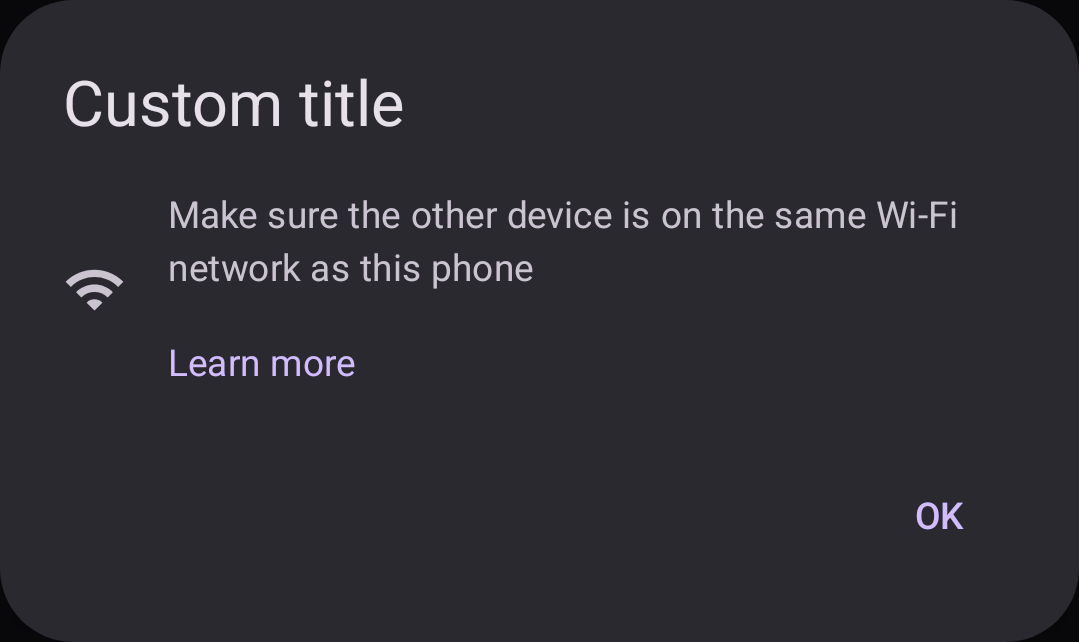 Custom title
Make sure the other device is on the same Wi-Fi
network as this phone
Learn more
OK